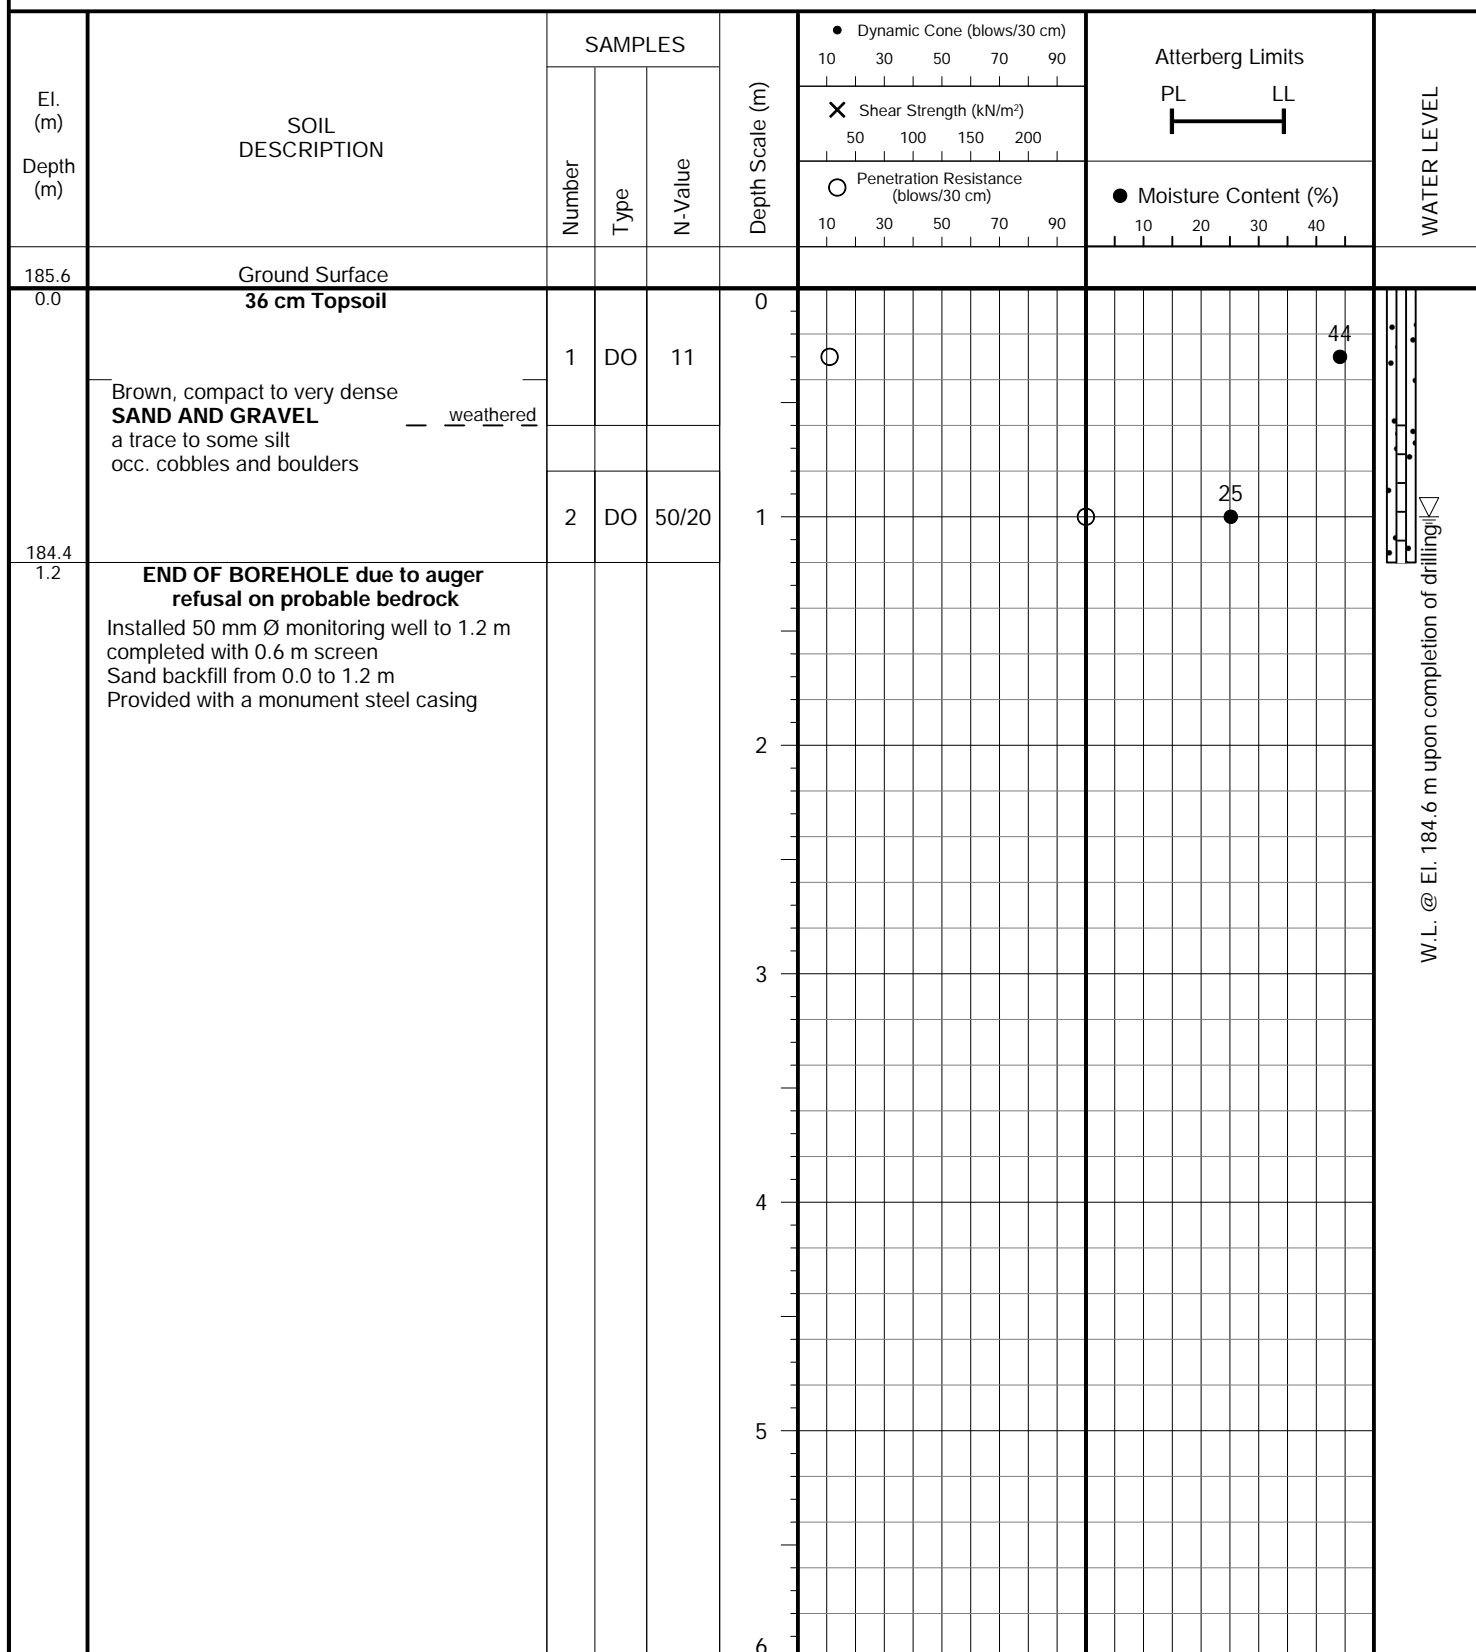 El.
(m)
Depth
(m)
SOIL
DESCRIPTION
SAMPLES
Number
Type
N-Value
Depth Scale (m)
Dynamic Cone (blows/30 cm)
10 30 50 70 90
Shear Strength (kN/m²)
50 100 150 200
Penetration Resistance
(blows/30 cm)
10 30 50 70 90
Atterberg Limits
PL LL
Moisture Content (%)
10 20 30 40
WATER LEVEL
185.6 Ground Surface
0.0 36 cm Topsoil 0
44
1 DO 11
Brown, compact to very dense
SAND AND GRAVEL weathered
a trace to some silt
occ. cobbles and boulders
25
2 DO 50/20 1
184.4
1.2 END OF BOREHOLE due to auger
refusal on probable bedrock
Installed 50 mm Ø monitoring well to 1.2 m
completed with 0.6 m screen
Sand backfill from 0.0 to 1.2 m
Provided with a monument steel casing
2
3
4
5
6
W.L. @ El. 184.6 m upon completion of drilling